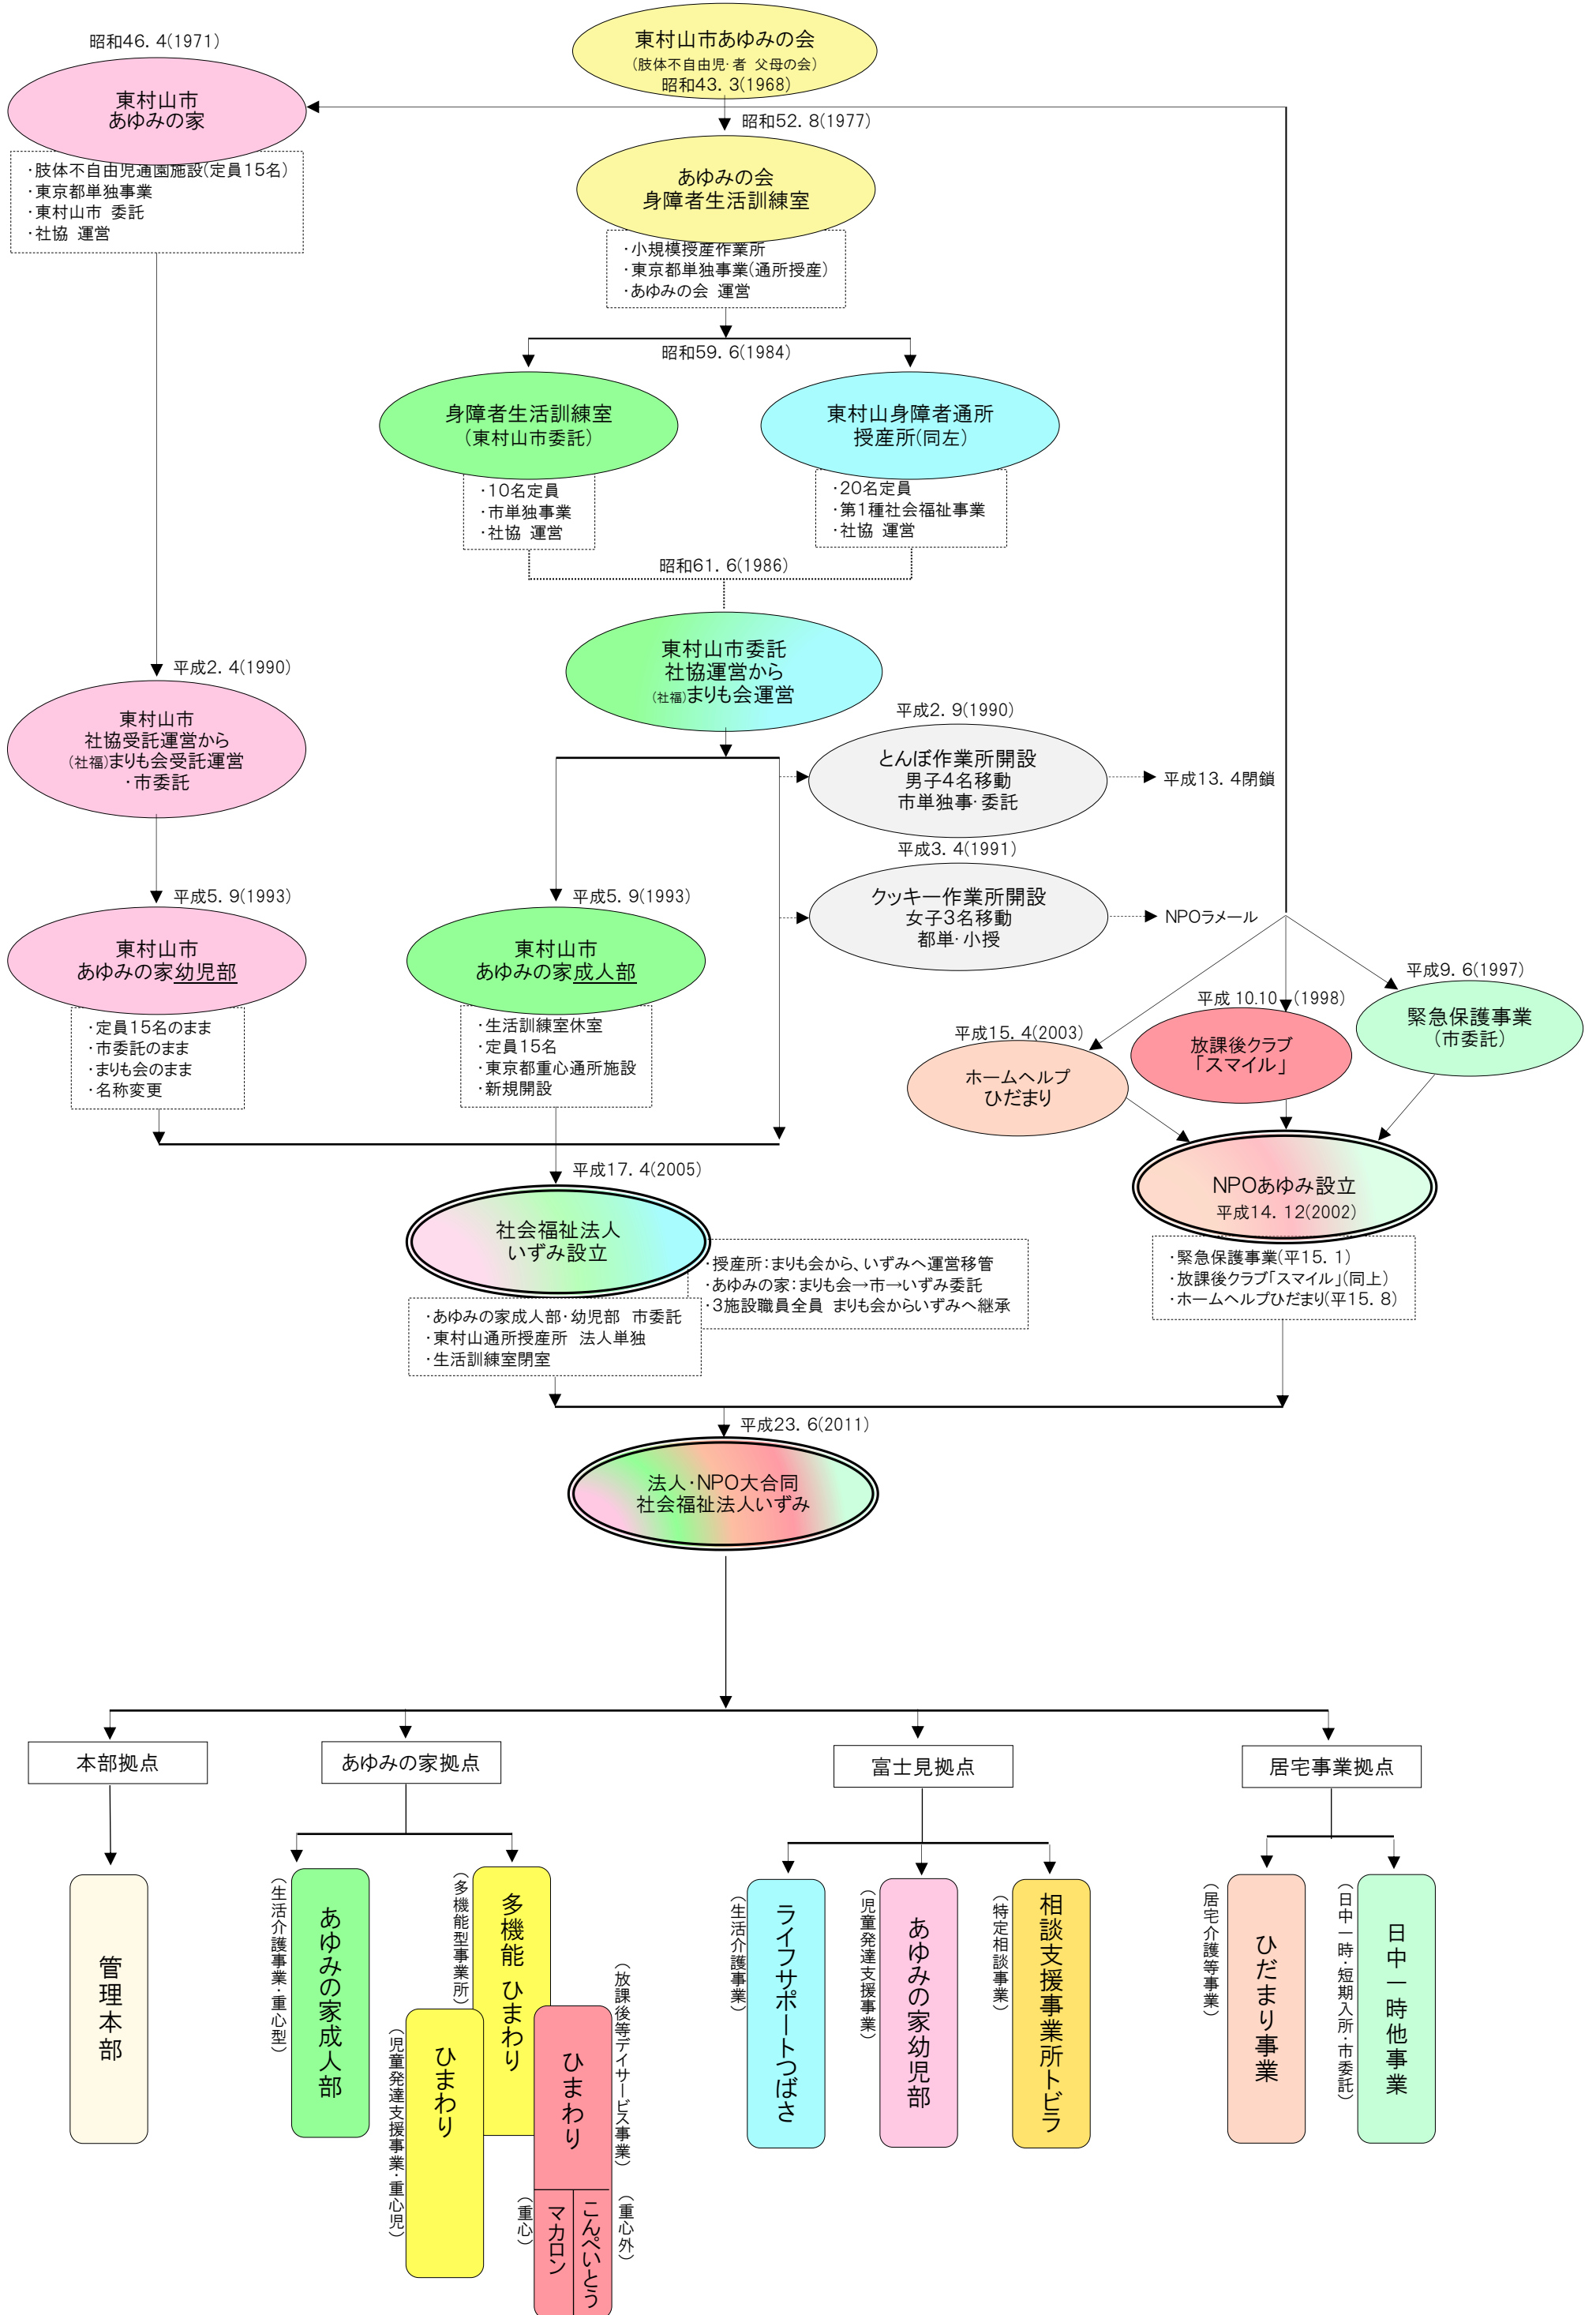 昭和46. 4(1971)
東村山市
あゆみの家
・肢体不自由児通園施設(定員15名)
・東京都単独事業
・東村山市 委託
・社協 運営
東村山市あゆみの会
(肢体不自由児・者 父母の会)
昭和43. 3(1968)
昭和52. 8(1977)
あゆみの会
身障者生活訓練室
・小規模授産作業所
・東京都単独事業(通所授産)
・あゆみの会 運営
昭和59. 6(1984)
身障者生活訓練室
(東村山市委託)
・10名定員
・市単独事業
・社協 運営
東村山身障者通所
授産所(同左)
・20名定員
・第1種社会福祉事業
・社協 運営
昭和61. 6(1986)
東村山市委託
社協運営から
(社福)まりも会運営
平成2. 4(1990)
東村山市
社協受託運営から
(社福)まりも会受託運営
・市委託
平成2. 9(1990)
とんぼ作業所開設
男子4名移動
市単独事・委託
平成13. 4閉鎖
平成3. 4(1991)
クッキー作業所開設
女子3名移動
都単・小授
NPOラメール
平成5. 9(1993)
東村山市
あゆみの家幼児部
・定員15名のまま
・市委託のまま
・まりも会のまま
・名称変更
平成5. 9(1993)
東村山市
あゆみの家成人部
・生活訓練室休室
・定員15名
・東京都重心通所施設
・新規開設
平成15. 4(2003)
ホームヘルプ
ひだまり
平成 10.10 (1998)
放課後クラブ
「スマイル」
平成9. 6(1997)
緊急保護事業
(市委託)
平成17. 4(2005)
社会福祉法人
いずみ設立
・授産所：まりも会から、いずみへ運営移管
・あゆみの家：まりも会→市→いずみ委託
・3施設職員全員 まりも会からいずみへ継承
・あゆみの家成人部・幼児部 市委託
・東村山通所授産所 法人単独
・生活訓練室閉室
NPOあゆみ設立
平成14. 12(2002)
・緊急保護事業(平15. 1)
・放課後クラブ「スマイル」(同上)
・ホームヘルプひだまり(平15. 8)
平成23. 6(2011)
法人・NPO大合同
社会福祉法人いずみ
本部拠点
管理本部
あゆみの家拠点
(生活介護事業・重心型)
あゆみの家成人部
(多機能型事業所)
多機能 ひまわり
(児童発達支援事業・重心児)
ひまわり
(放課後等デイサービス事業)
ひまわり
(重心)
マカロン
こんぺいとう
(重心外)
富士見拠点
(生活介護事業)
ライフサポートつばさ
(児童発達支援事業)
あゆみの家幼児部
(特定相談事業)
相談支援事業所トビラ
居宅事業拠点
(居宅介護等事業)
ひだまり事業
(日中一時・短期入所・市委託)
日中一時他事業